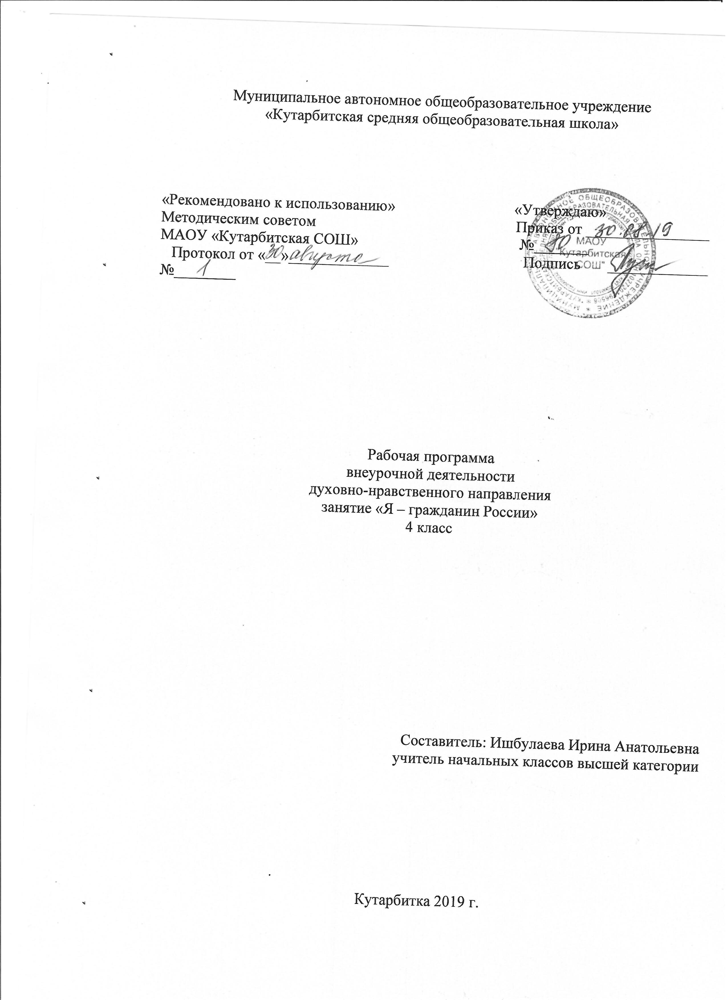 Муниципальное автономное общеобразовательное учреждение
«Кутарбитская средняя общеобразовательная школа»
«Рекомендовано к использованию»
Методическим советом
МАОУ «Кутарбитская СОШ»
Протокол от «30» августа
№ 1
«Утверждаю»
Приказ от 30.08.19
№ 80
Подпись
МАОУ
"Кутарбитская
СОШ"
Рабочая программа
внеурочной деятельности
духовно-нравственного направления
занятие «Я – гражданин России»
4 класс
Составитель: Ишбулаева Ирина Анатольевна
учитель начальных классов высшей категории
Кутарбитка 2019 г.